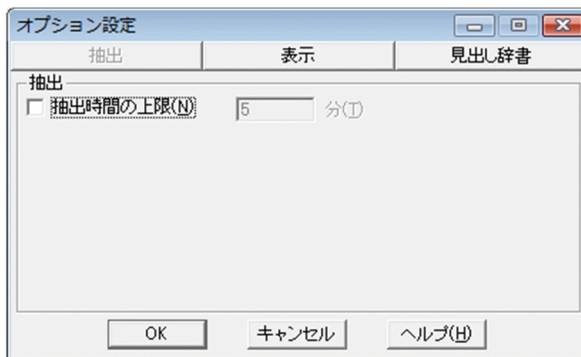 オプション設定
抽出 表示 見出し辞書
抽出
抽出時間の上限(N) 5 分(T)
OK キャンセル ヘルプ(H)